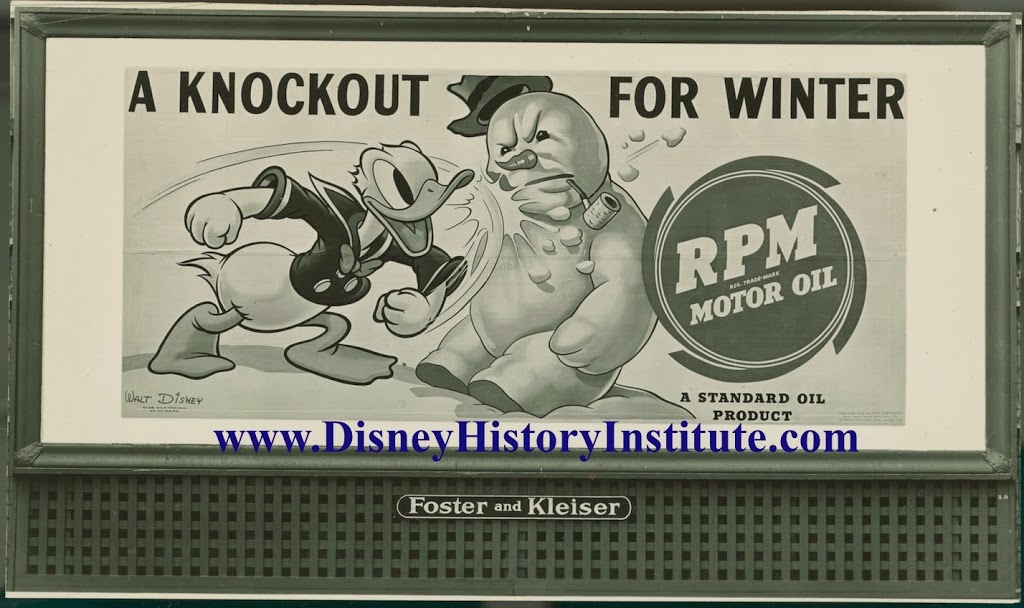 A KNOCKOUT FOR WINTER
RPM
REG. TRADE-MARK
MOTOR OIL
A STANDARD OIL
PRODUCT
WALT DISNEY
www.DisneyHistoryInstitute.com
Foster and Kleiser